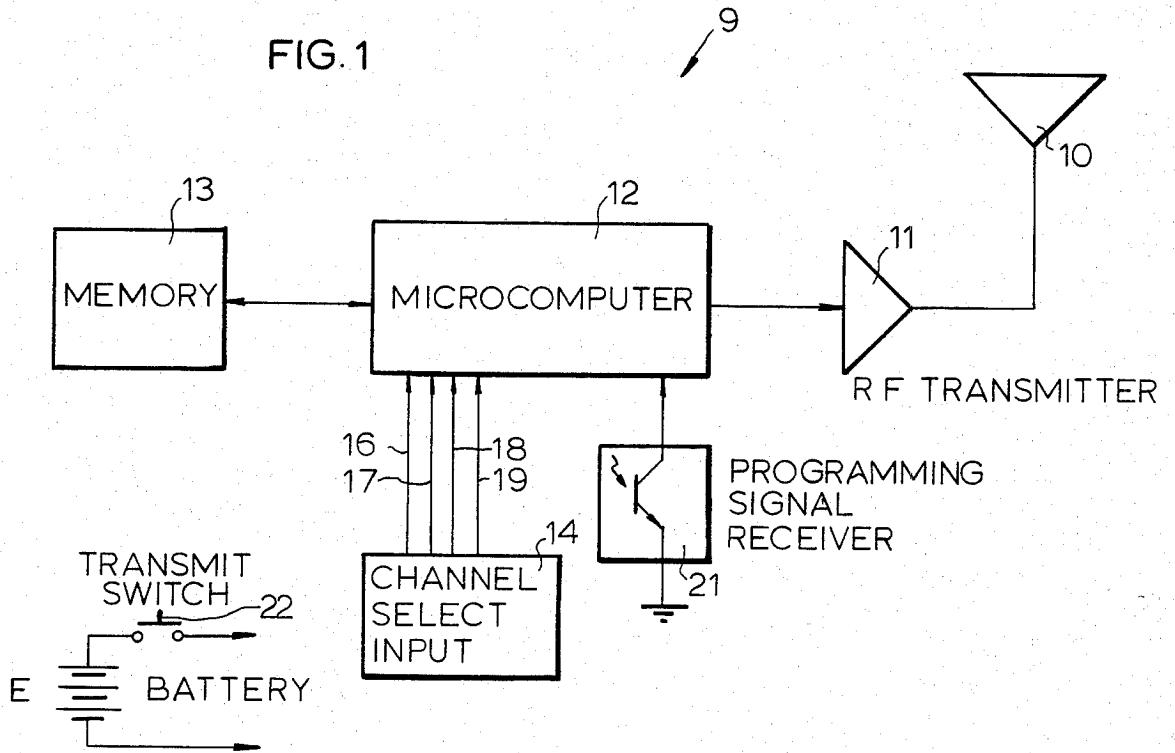 FIG. 1
9
10
13
12
11
MEMORY
MICROCOMPUTER
RF TRANSMITTER
16
18
17
19
PROGRAMMING
SIGNAL
RECEIVER
21
14
CHANNEL
SELECT
INPUT
TRANSMIT
SWITCH
22
E
BATTERY